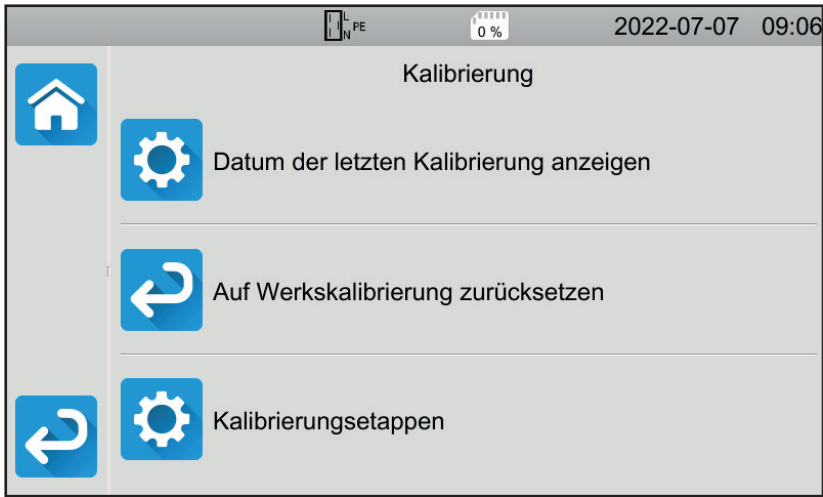 L
N PE
0 %
2022-07-07 09:06
Kalibrierung
Datum der letzten Kalibrierung anzeigen
Auf Werkskalibrierung zurücksetzen
Kalibrierungsetappen